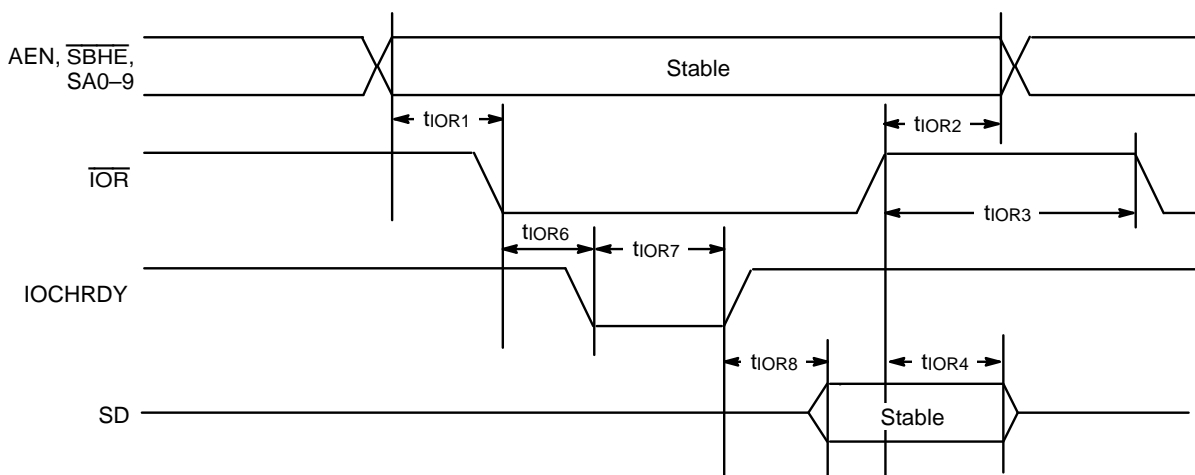 AEN, SBHE,
SA0–9
Stable
tIOR1
tIOR2
IOR
tIOR3
tIOR6
tIOR7
IOCHRDY
tIOR8
tIOR4
SD
Stable